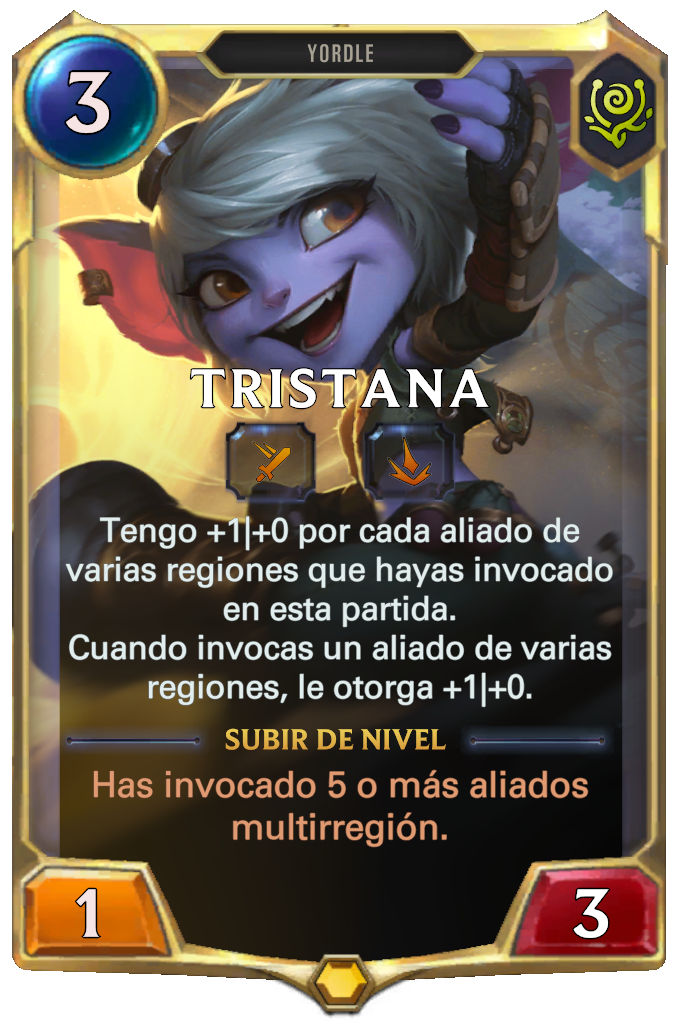 YORDLE
3
TRISTANA
Tengo +1|+0 por cada aliado de
varias regiones que hayas invocado
en esta partida.
Cuando invocas un aliado de varias
regiones, le otorga +1|+0.
SUBIR DE NIVEL
Has invocado 5 o más aliados
multirregión.
1
3